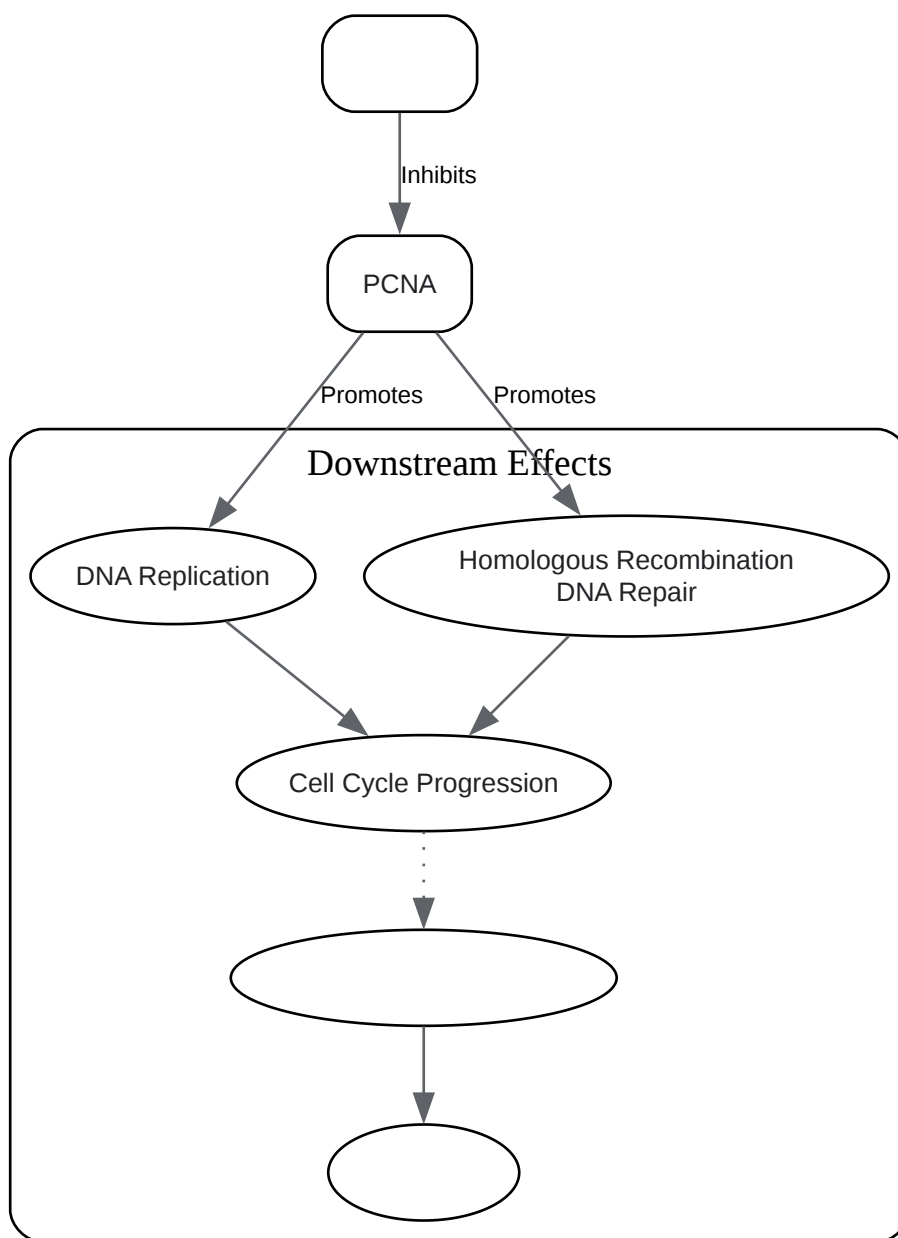 Inhibits
PCNA
Promotes
Promotes
Downstream Effects
DNA Replication
Homologous Recombination
DNA Repair
Cell Cycle Progression